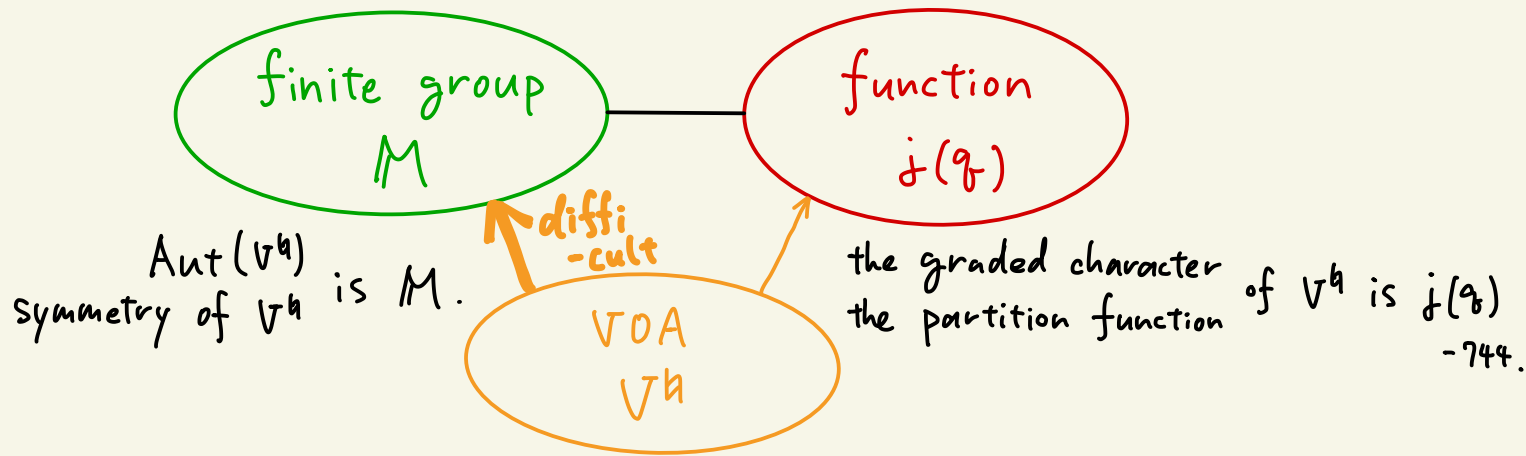 finite group
𝕄
function
j(q)
diffi
-cult
Aut(V♮)
symmetry of V♮
is 𝕄.
the graded character
the partition function
of V♮ is j(q)
-744.
VOA
V♮